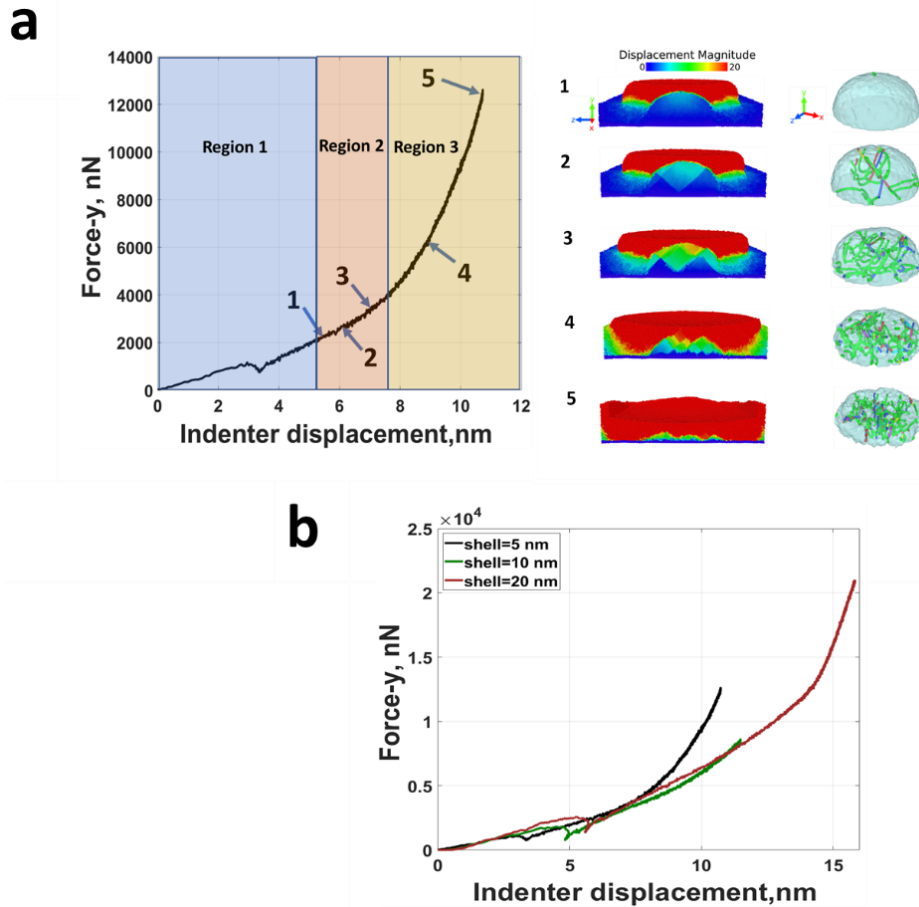 a
14000
12000
10000
8000
6000
4000
2000
0
0 2 4 6 8 10 12
Force-y, nN
Indenter displacement,nm
Region 1
Region 2
Region 3
1
2
3
4
5
Displacement Magnitude
0 20
1
2
3
4
5
Y
Z
X
Y
Z
X
b
×10⁴
2.5
2
1.5
1
0.5
0
0 5 10 15
Force-y, nN
Indenter displacement,nm
shell=5 nm
shell=10 nm
shell=20 nm